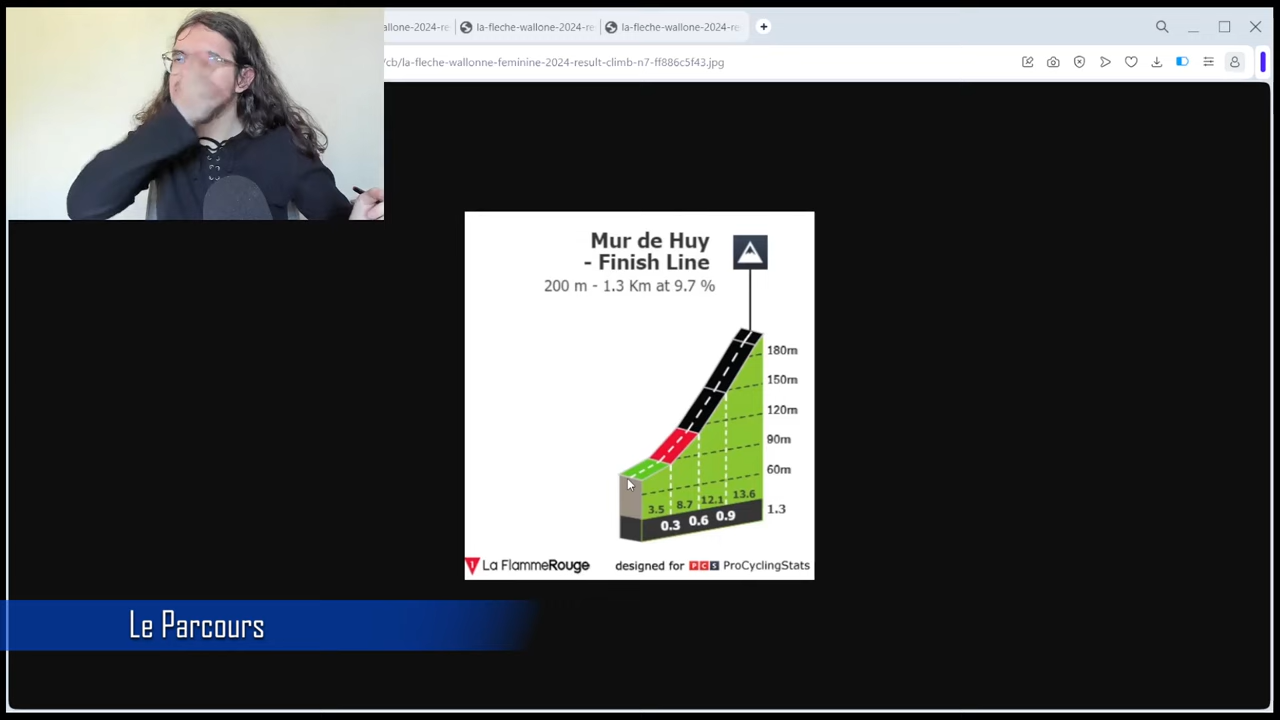 allonne-2024-re
la-fleche-wallone-2024-re
la-fleche-wallone-2024-re
/cb/la-fleche-wallonne-feminine-2024-result-climb-n7-ff886c5f43.jpg
Mur de Huy
- Finish Line
200 m - 1.3 Km at 9.7 %
180m
150m
120m
90m
60m
3.5 8.7 12.1 13.6
0.3 0.6 0.9 1.3
La FlammeRouge designed for PCS ProCyclingStats
Le Parcours